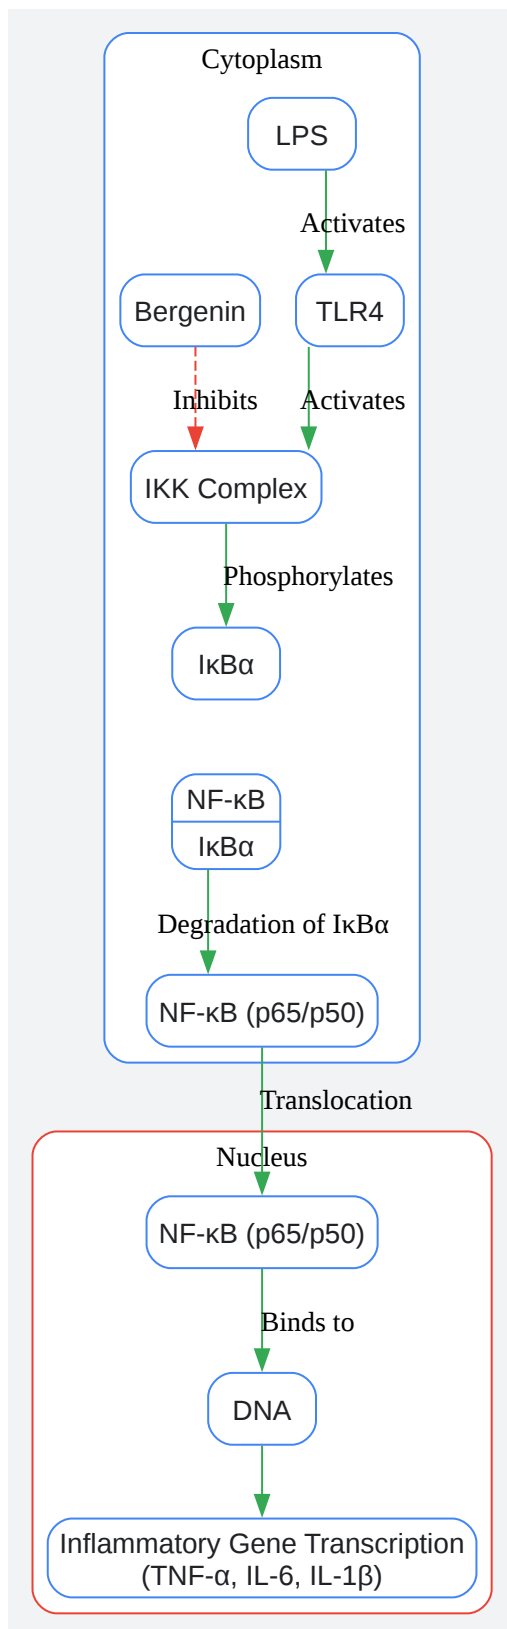 Cytoplasm
LPS
Activates
Bergenin
TLR4
Inhibits
Activates
IKK Complex
Phosphorylates
IκBα
NF-κB
IκBα
Degradation of IκBα
NF-κB (p65/p50)
Translocation
Nucleus
NF-κB (p65/p50)
Binds to
DNA
Inflammatory Gene Transcription
(TNF-α, IL-6, IL-1β)